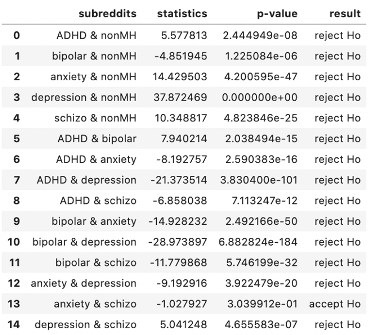 subreddits statistics p-value result
0 ADHD & nonMH 5.577813 2.444949e-08 reject Ho
1 bipolar & nonMH -4.851945 1.225084e-06 reject Ho
2 anxiety & nonMH 14.429503 4.200595e-47 reject Ho
3 depression & nonMH 37.872469 0.000000e+00 reject Ho
4 schizo & nonMH 10.348817 4.823846e-25 reject Ho
5 ADHD & bipolar 7.940214 2.038494e-15 reject Ho
6 ADHD & anxiety -8.192757 2.590383e-16 reject Ho
7 ADHD & depression -21.373514 3.830400e-101 reject Ho
8 ADHD & schizo -6.858038 7.113247e-12 reject Ho
9 bipolar & anxiety -14.928232 2.492166e-50 reject Ho
10 bipolar & depression -28.973897 6.882824e-184 reject Ho
11 bipolar & schizo -11.779868 5.746199e-32 reject Ho
12 anxiety & depression -9.192916 3.922479e-20 reject Ho
13 anxiety & schizo -1.027927 3.039912e-01 accept Ho
14 depression & schizo 5.041248 4.655583e-07 reject Ho